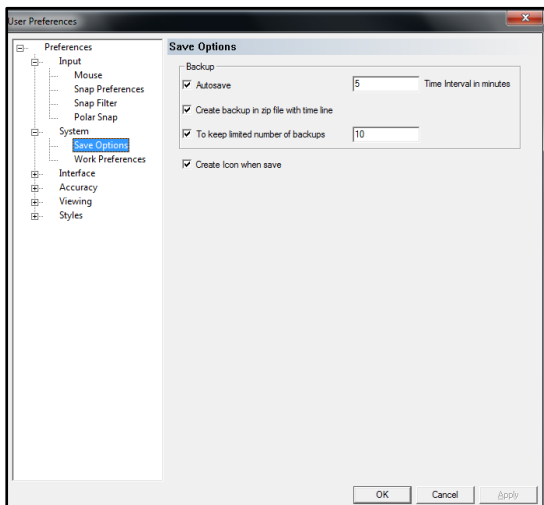 User Preferences
Preferences
Input
Mouse
Snap Preferences
Snap Filter
Polar Snap
System
Save Options
Work Preferences
Interface
Accuracy
Viewing
Styles
Save Options
Backup
Autosave 5 Time Interval in minutes
Create backup in zip file with time line
To keep limited number of backups 10
Create Icon when save
OK Cancel Apply